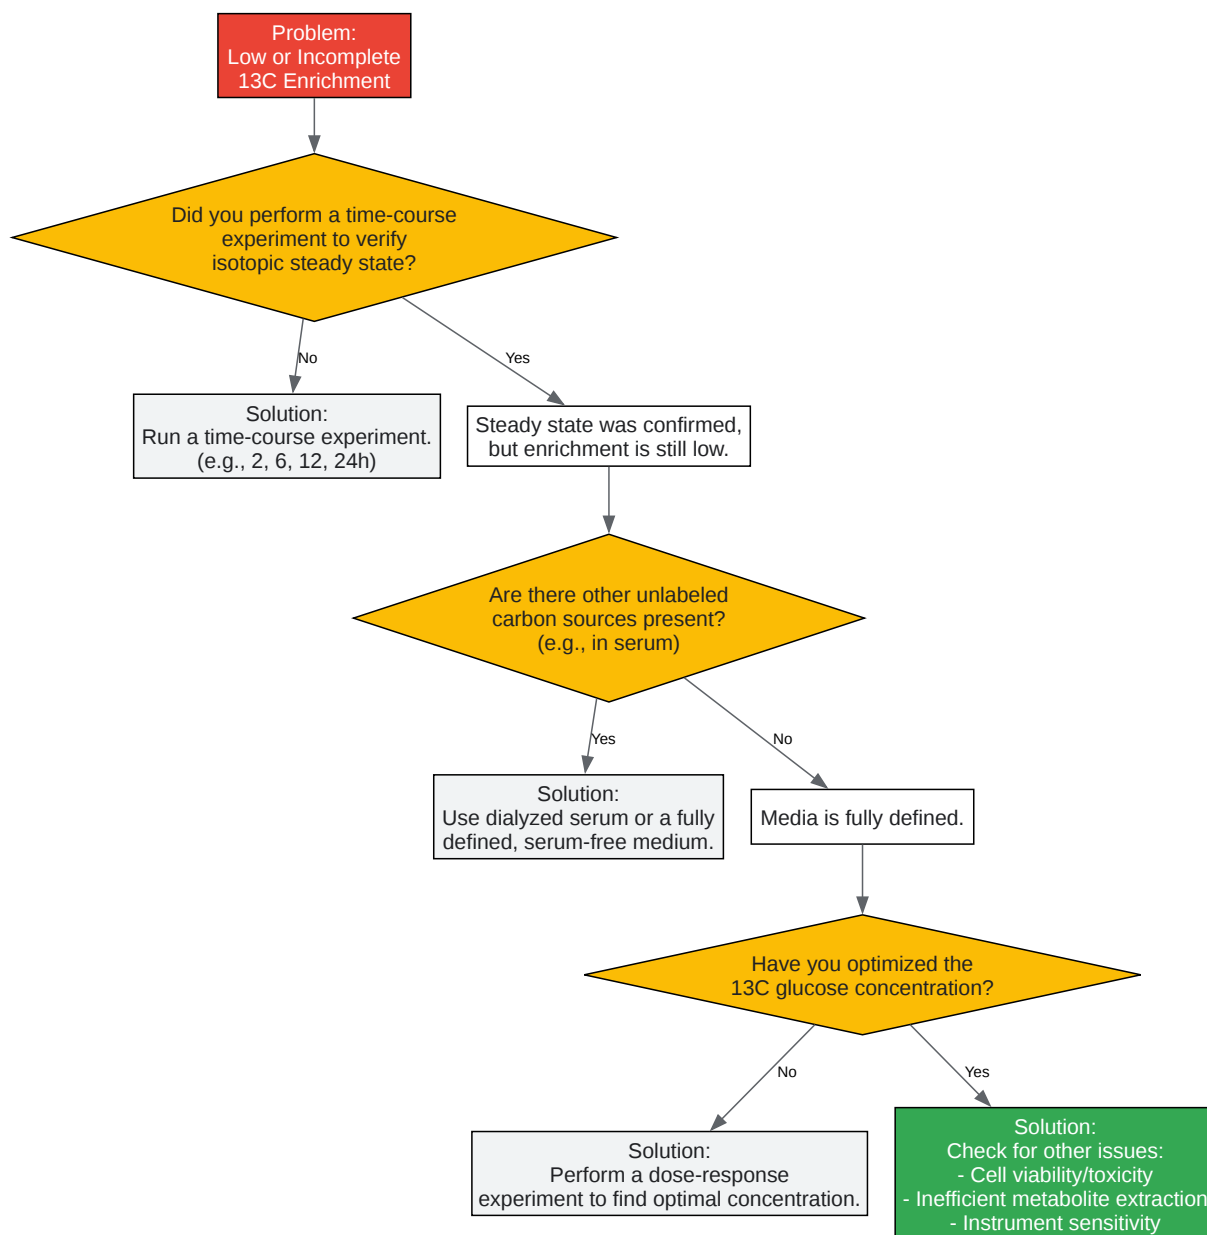 Problem:
Low or Incomplete
13C Enrichment
Did you perform a time-course
experiment to verify
isotopic steady state?
No
Yes
Solution:
Run a time-course experiment.
(e.g., 2, 6, 12, 24h)
Steady state was confirmed,
but enrichment is still low.
Are there other unlabeled
carbon sources present?
(e.g., in serum)
Yes
No
Solution:
Use dialyzed serum or a fully
defined, serum-free medium.
Media is fully defined.
Have you optimized the
13C glucose concentration?
No
Yes
Solution:
Perform a dose-response
experiment to find optimal concentration.
Solution:
Check for other issues:
- Cell viability/toxicity
- Inefficient metabolite extraction
- Instrument sensitivity